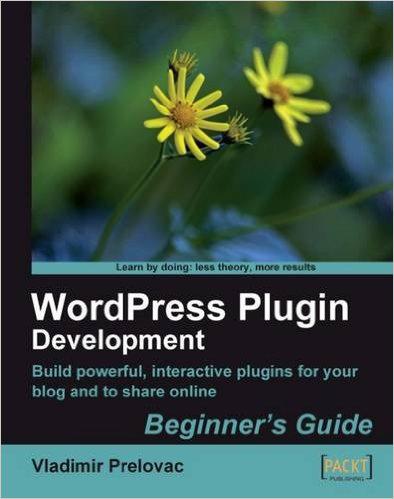 Learn by doing: less theory, more results
WordPress Plugin
Development
Build powerful, interactive plugins for your
blog and to share online
Beginner's Guide
Vladimir Prelovac
[PACKT]
PUBLISHING